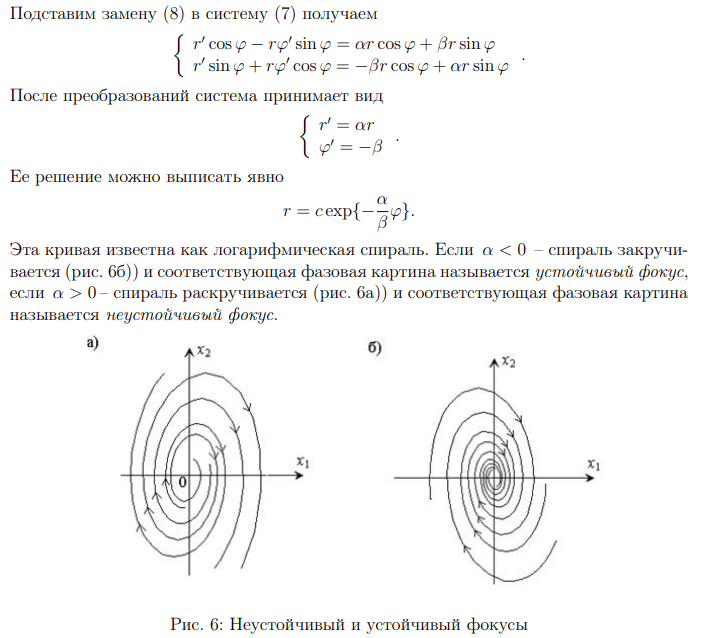 Подставим замену (8) в систему (7) получаем
{ r′ cos φ − rφ′ sin φ = αr cos φ + βr sin φ
r′ sin φ + rφ′ cos φ = −βr cos φ + αr sin φ .
После преобразований система принимает вид
{ r′ = αr
φ′ = −β .
Ее решение можно выписать явно
r = c exp{−α/β φ}.
Эта кривая известна как логарифмическая спираль. Если α < 0 – спираль закручи-
вается (рис. 6б)) и соответствующая фазовая картина называется устойчивый фокус,
если α > 0 – спираль раскручивается (рис. 6а)) и соответствующая фазовая картина
называется неустойчивый фокус.
а) x₂ x₁ 0
б) x₂ x₁
Рис. 6: Неустойчивый и устойчивый фокусы